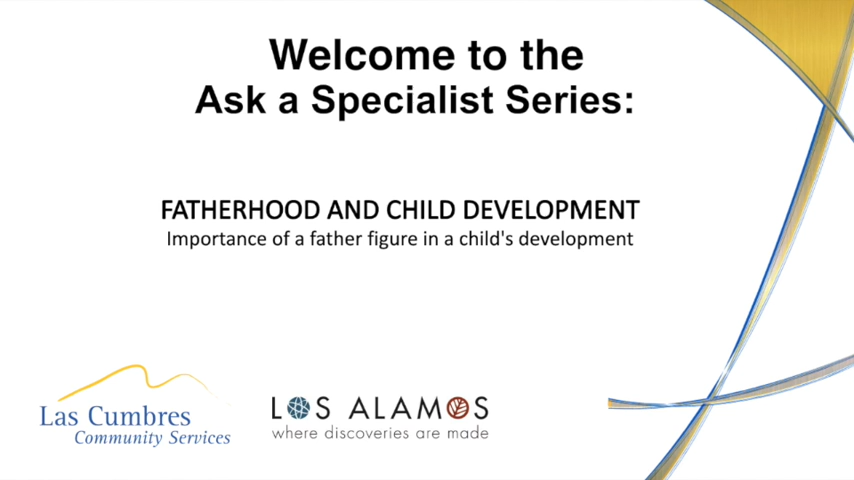 Welcome to the
Ask a Specialist Series:
FATHERHOOD AND CHILD DEVELOPMENT
Importance of a father figure in a child's development
Las Cumbres
Community Services
LOS ALAMOS
where discoveries are made